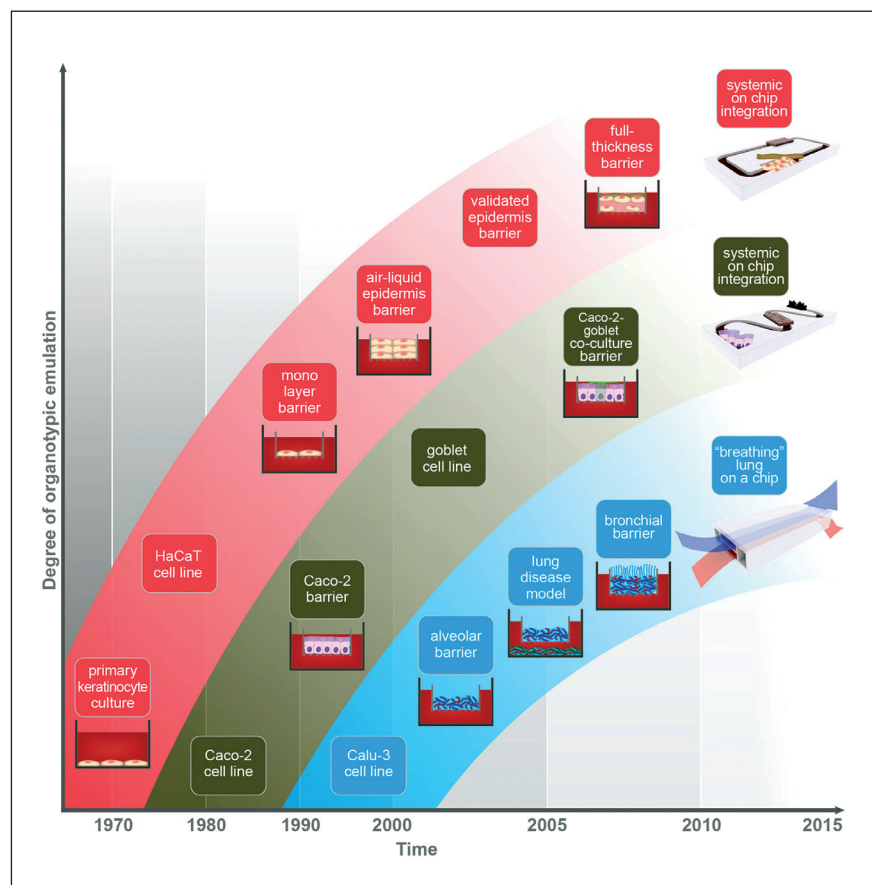 systemic
on chip
integration
full-
thickness
barrier
validated
epidermis
barrier
systemic
on chip
integration
air-liquid
epidermis
barrier
Caco-2-
goblet
co-culture
barrier
mono
layer
barrier
goblet
cell line
"breathing"
lung
on a chip
bronchial
barrier
HaCaT
cell line
lung
disease
model
Caco-2
barrier
alveolar
barrier
primary
keratinocyte
culture
Caco-2
cell line
Calu-3
cell line
Degree of organotypic emulation
1970 1980 1990 2000 2005 2010 2015
Time